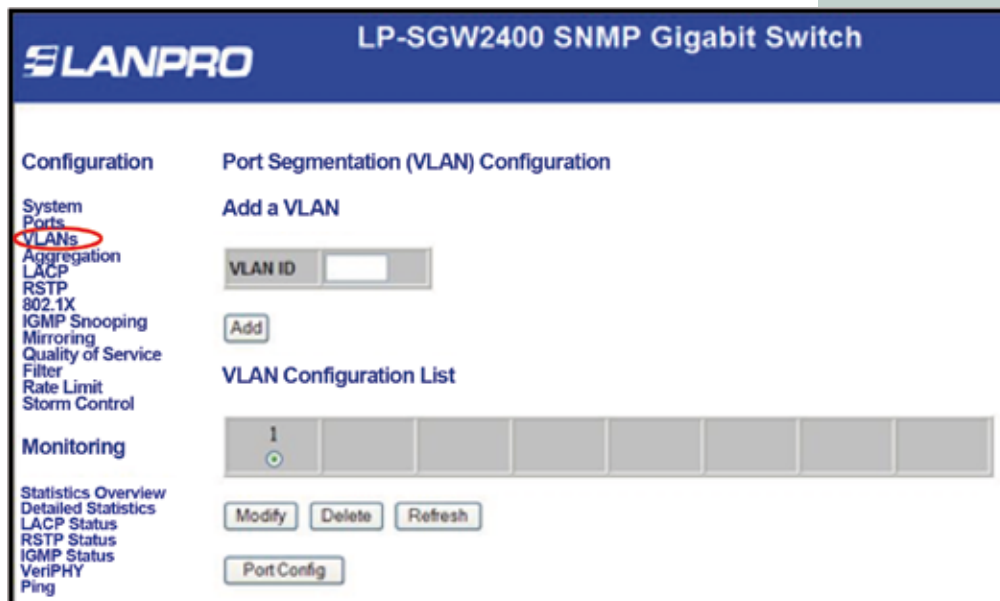 LANPRO
LP-SGW2400 SNMP Gigabit Switch
Configuration
System
Ports
VLANs
Aggregation
LACP
RSTP
802.1X
IGMP Snooping
Mirroring
Quality of Service
Filter
Rate Limit
Storm Control
Monitoring
Statistics Overview
Detailed Statistics
LACP Status
RSTP Status
IGMP Status
VeriPHY
Ping
Port Segmentation (VLAN) Configuration
Add a VLAN
VLAN ID
Add
VLAN Configuration List
1
Modify Delete Refresh
Port Config